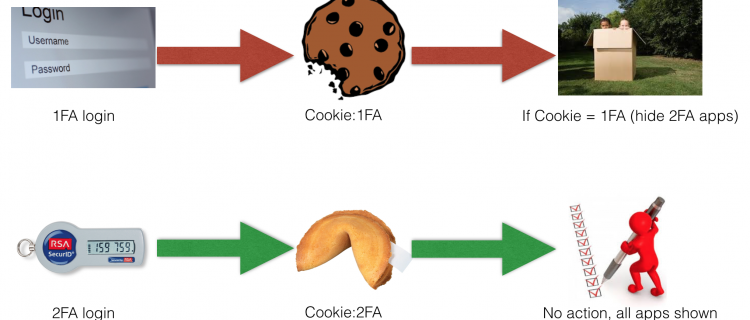 Login
Username
Password
1FA login
Cookie:1FA
If Cookie = 1FA (hide 2FA apps)
RSA
SecurID®
159 759
2FA login
Cookie:2FA
No action, all apps shown